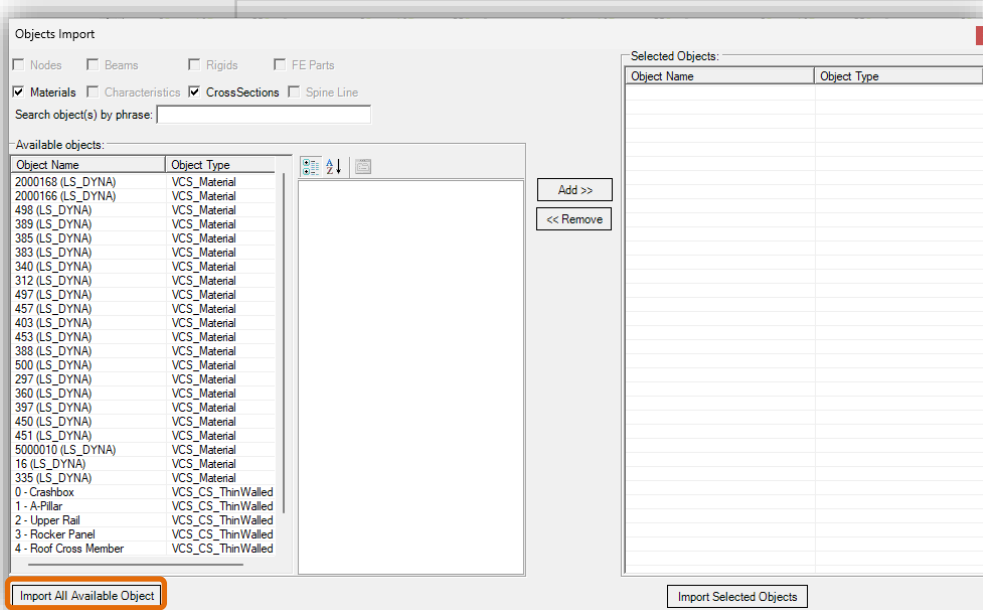 Objects Import
Nodes Beams Rigids FE Parts
Materials Characteristics CrossSections Spine Line
Search object(s) by phrase:
Available objects:
Object Name Object Type
2000168 (LS_DYNA) VCS_Material
2000166 (LS_DYNA) VCS_Material
498 (LS_DYNA) VCS_Material
389 (LS_DYNA) VCS_Material
385 (LS_DYNA) VCS_Material
383 (LS_DYNA) VCS_Material
340 (LS_DYNA) VCS_Material
312 (LS_DYNA) VCS_Material
497 (LS_DYNA) VCS_Material
457 (LS_DYNA) VCS_Material
403 (LS_DYNA) VCS_Material
453 (LS_DYNA) VCS_Material
388 (LS_DYNA) VCS_Material
500 (LS_DYNA) VCS_Material
297 (LS_DYNA) VCS_Material
360 (LS_DYNA) VCS_Material
397 (LS_DYNA) VCS_Material
450 (LS_DYNA) VCS_Material
451 (LS_DYNA) VCS_Material
5000010 (LS_DYNA) VCS_Material
16 (LS_DYNA) VCS_Material
335 (LS_DYNA) VCS_Material
0 - Crashbox VCS_CS_ThinWalled
1 - A-Pillar VCS_CS_ThinWalled
2 - Upper Rail VCS_CS_ThinWalled
3 - Rocker Panel VCS_CS_ThinWalled
4 - Roof Cross Member VCS_CS_ThinWalled
Import All Available Object
Add >>
<< Remove
Selected Objects:
Object Name Object Type
Import Selected Objects